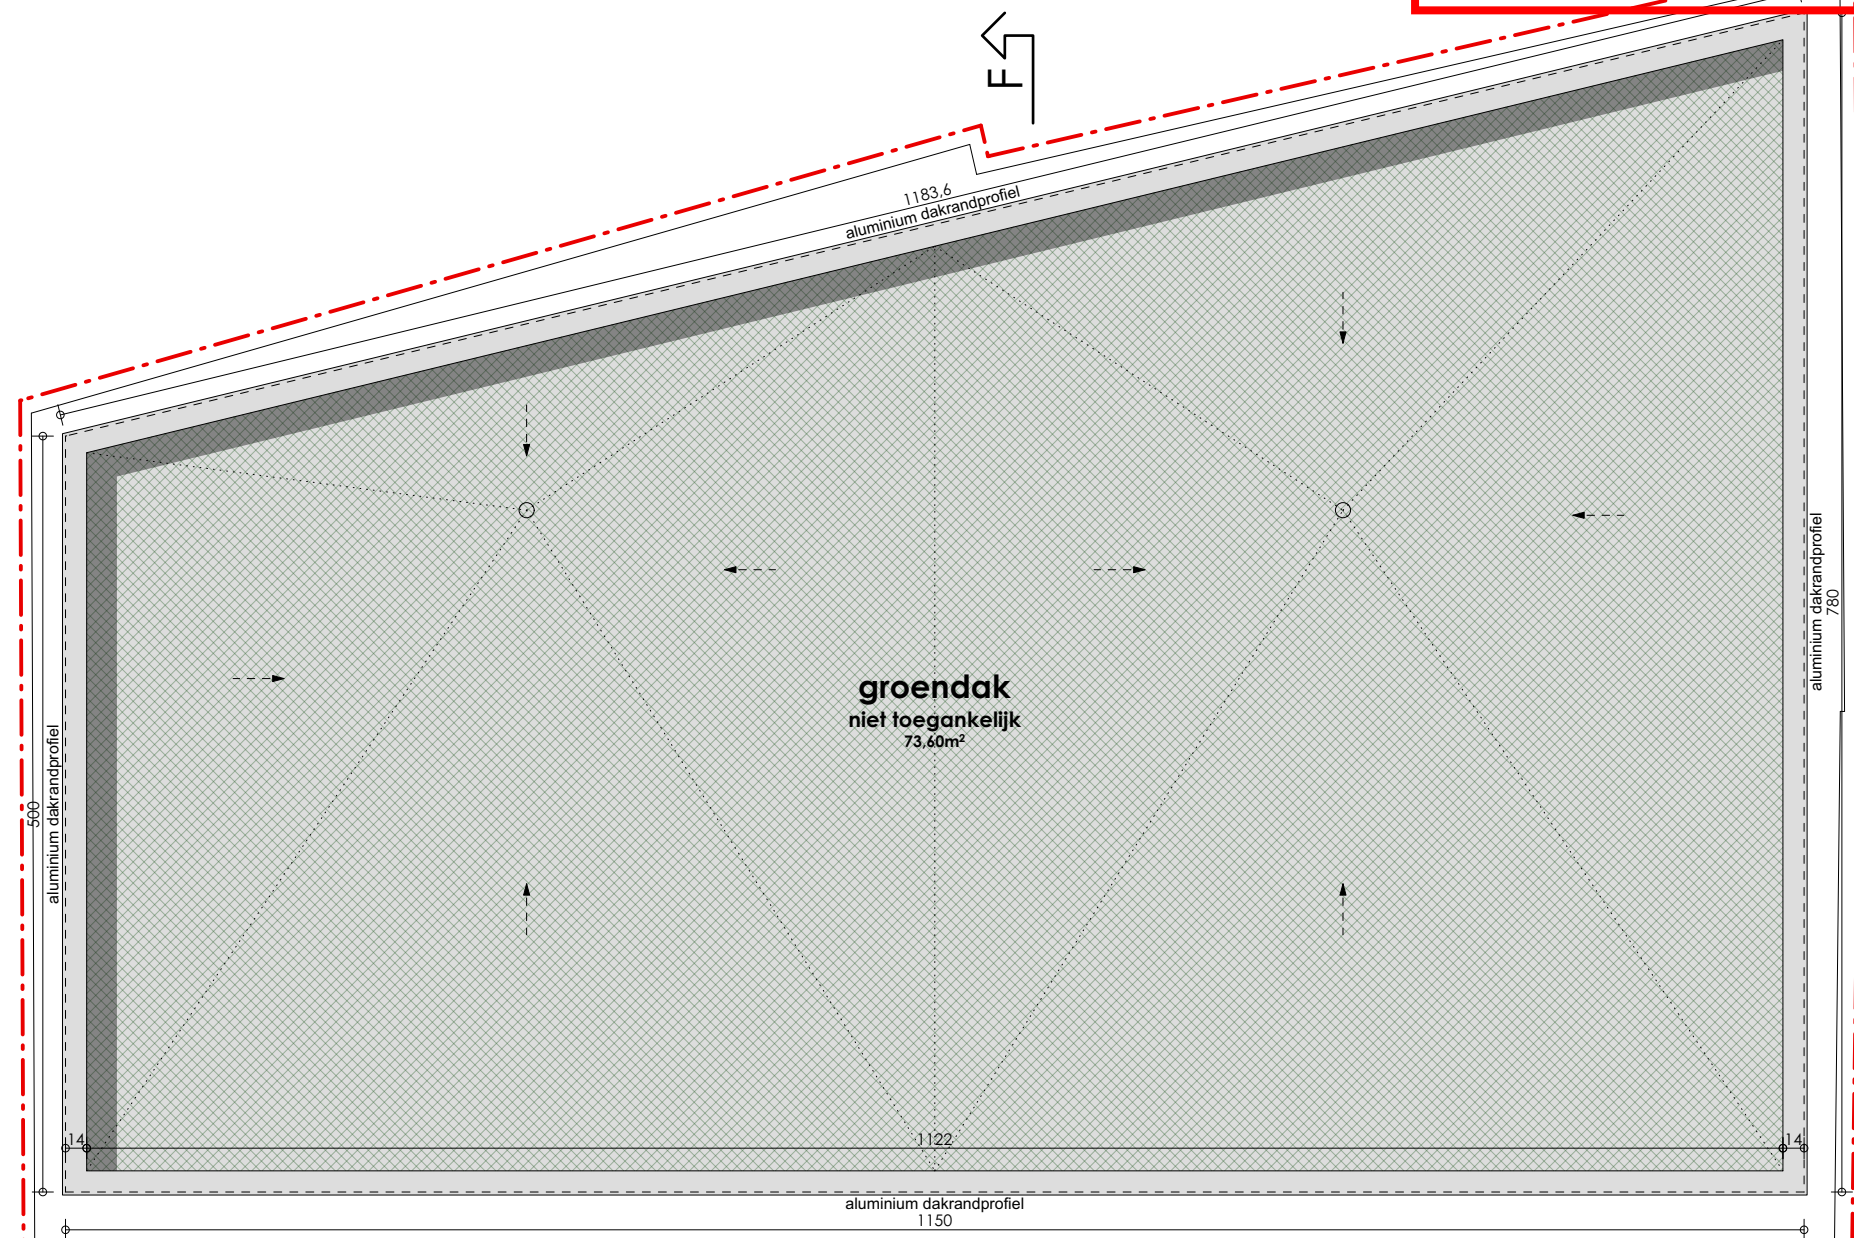 F
1183,6
aluminium dakrandprofiel
aluminium dakrandprofiel
780
groendak
niet toegankelijk
73,60m²
500
aluminium dakrandprofiel
14
1122
14
aluminium dakrandprofiel
1150